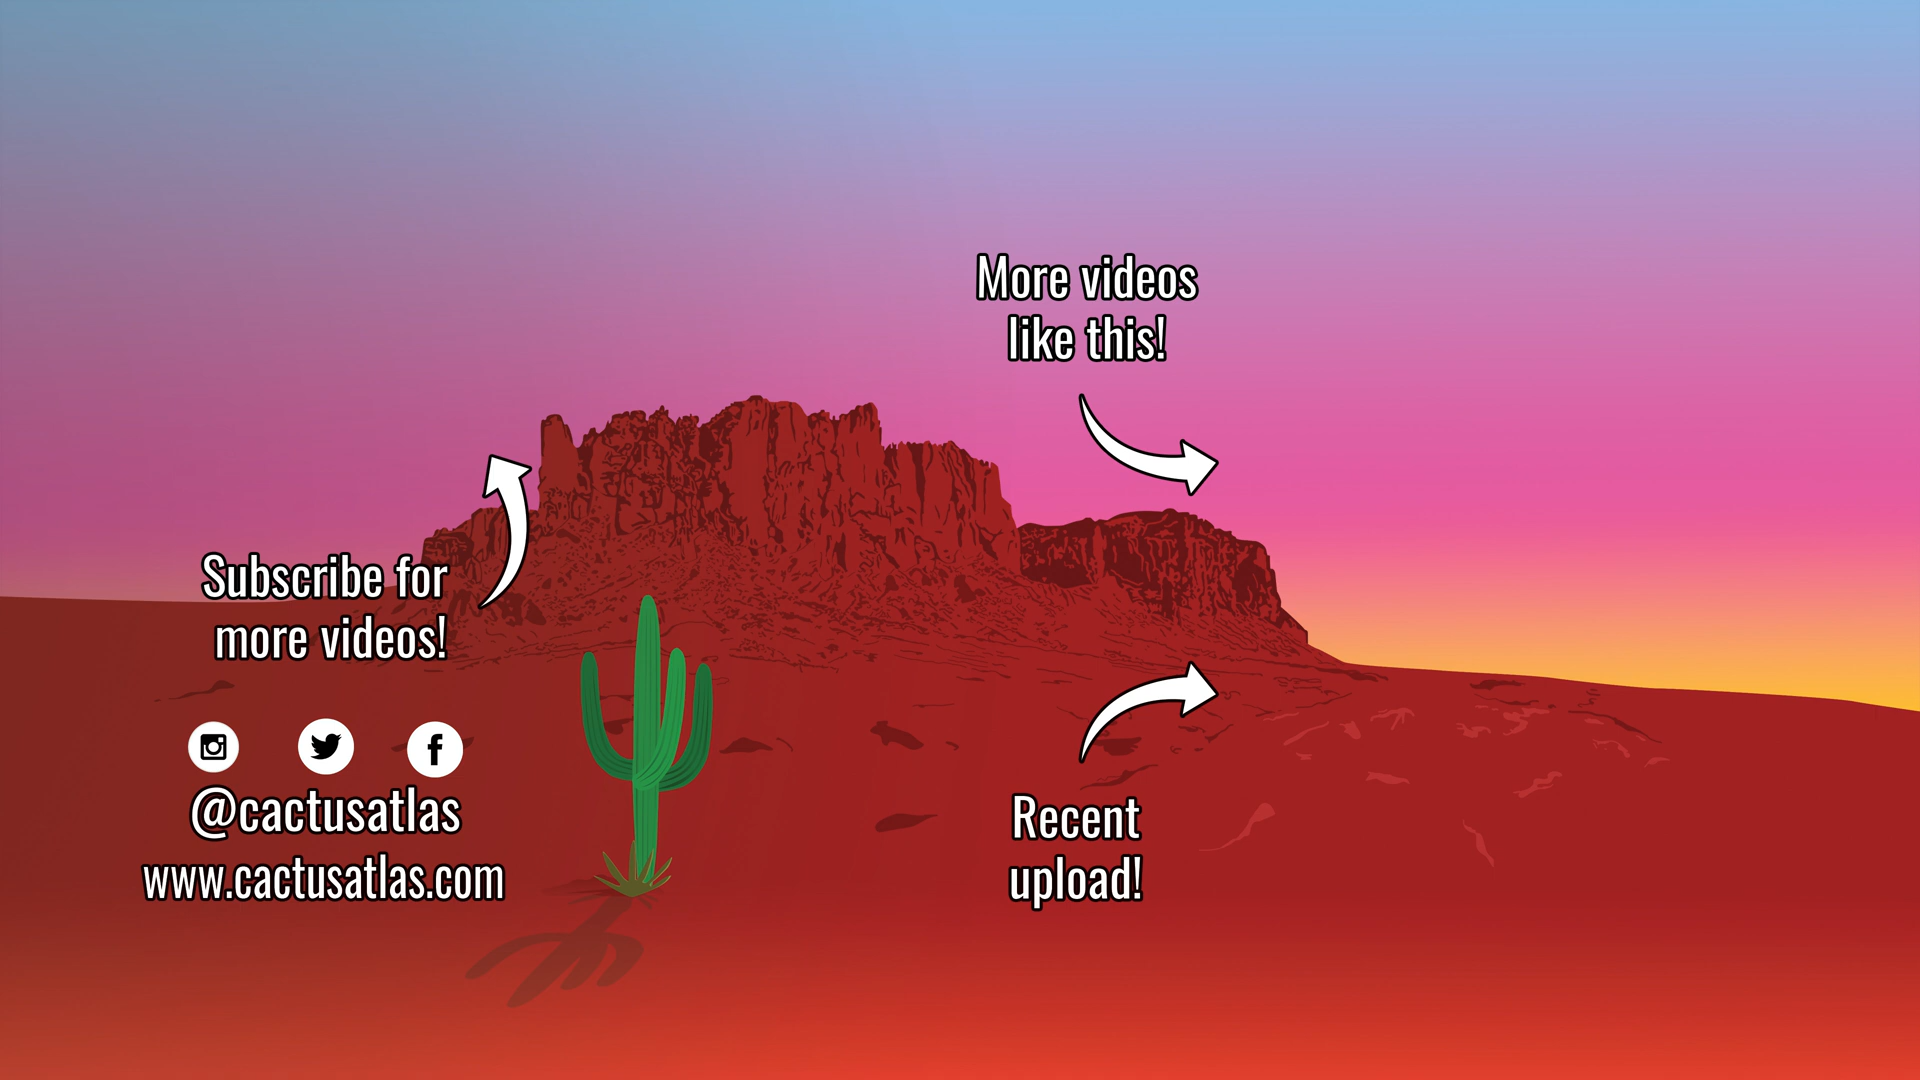 More videos
like this!
Subscribe for
more videos!
@cactusatlas
www.cactusatlas.com
Recent
upload!